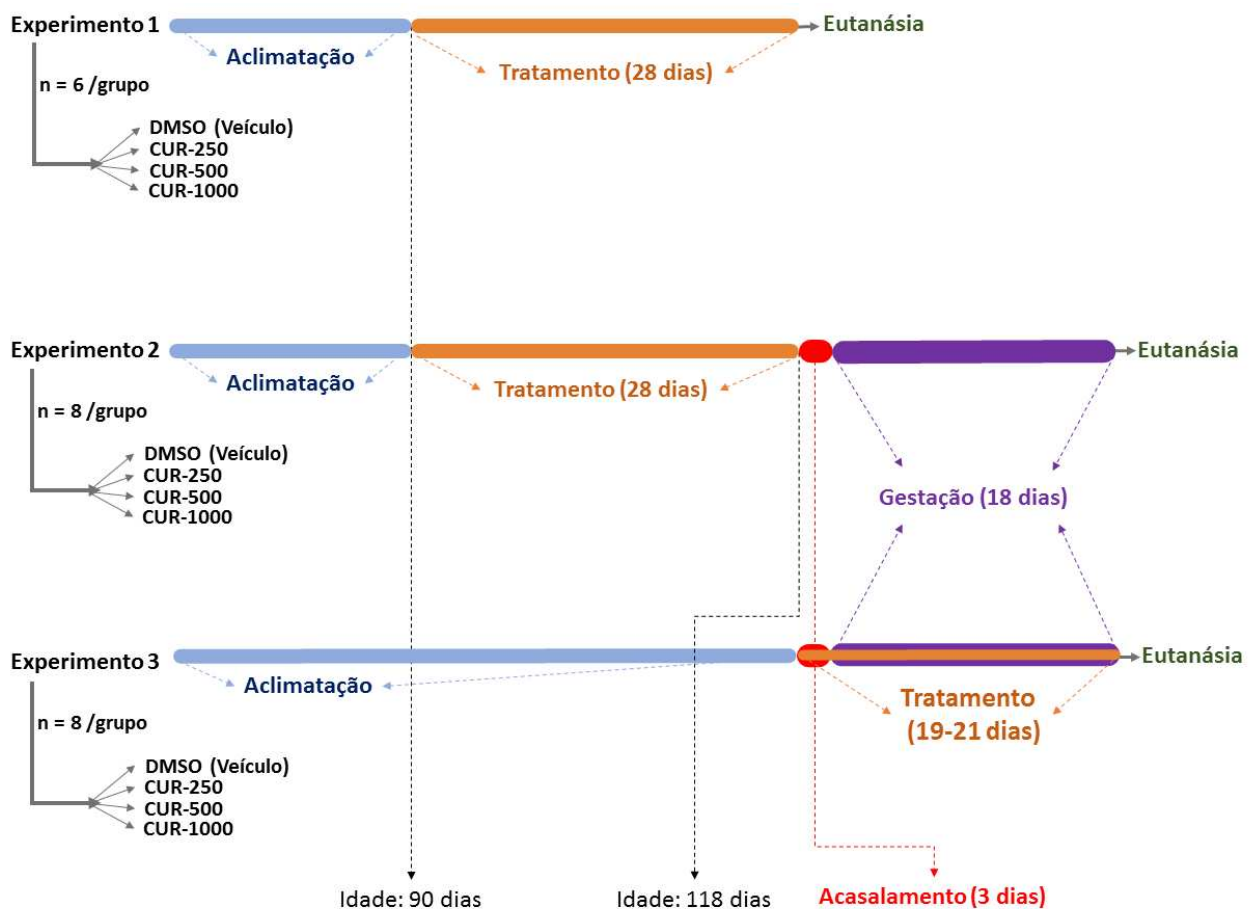 Experimento 1
Aclimatação
Tratamento (28 dias)
Eutanásia
n = 6 /grupo
DMSO (Veículo)
CUR-250
CUR-500
CUR-1000
Experimento 2
Aclimatação
Tratamento (28 dias)
Eutanásia
n = 8 /grupo
DMSO (Veículo)
CUR-250
CUR-500
CUR-1000
Gestação (18 dias)
Experimento 3
Aclimatação
Eutanásia
Tratamento
(19-21 dias)
n = 8 /grupo
DMSO (Veículo)
CUR-250
CUR-500
CUR-1000
Idade: 90 dias
Idade: 118 dias
Acasalamento (3 dias)